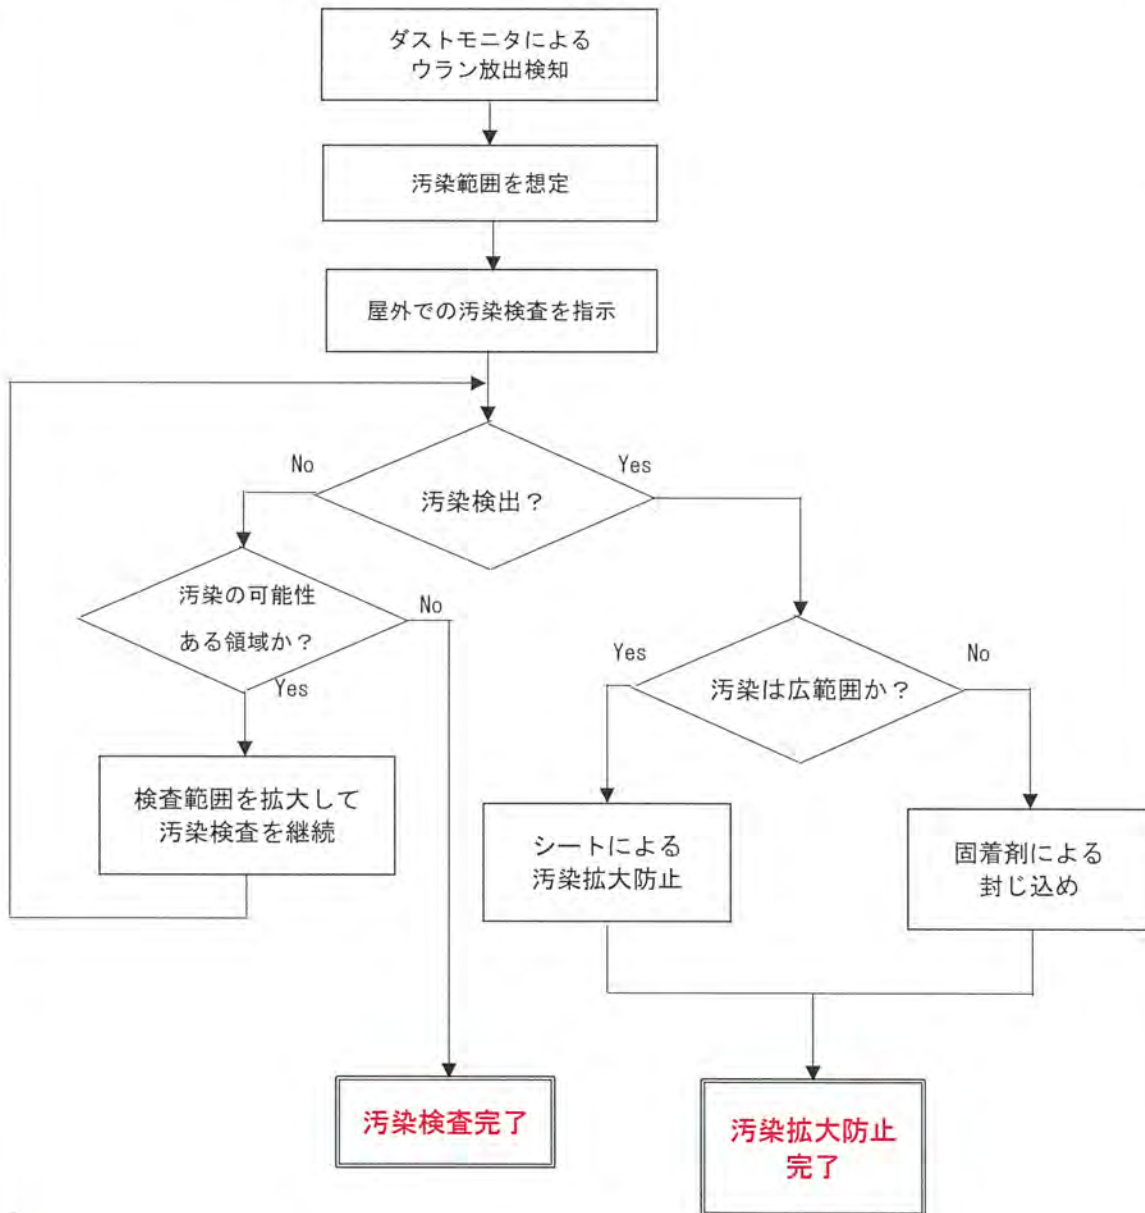 ダストモニタによる
ウラン放出検知
汚染範囲を想定
屋外での汚染検査を指示
No
Yes
汚染検出？
汚染の可能性
ある領域か？
No
Yes
Yes
No
汚染は広範囲か？
検査範囲を拡大して
汚染検査を継続
シートによる
汚染拡大防止
固着剤による
封じ込め
汚染検査完了
汚染拡大防止
完了